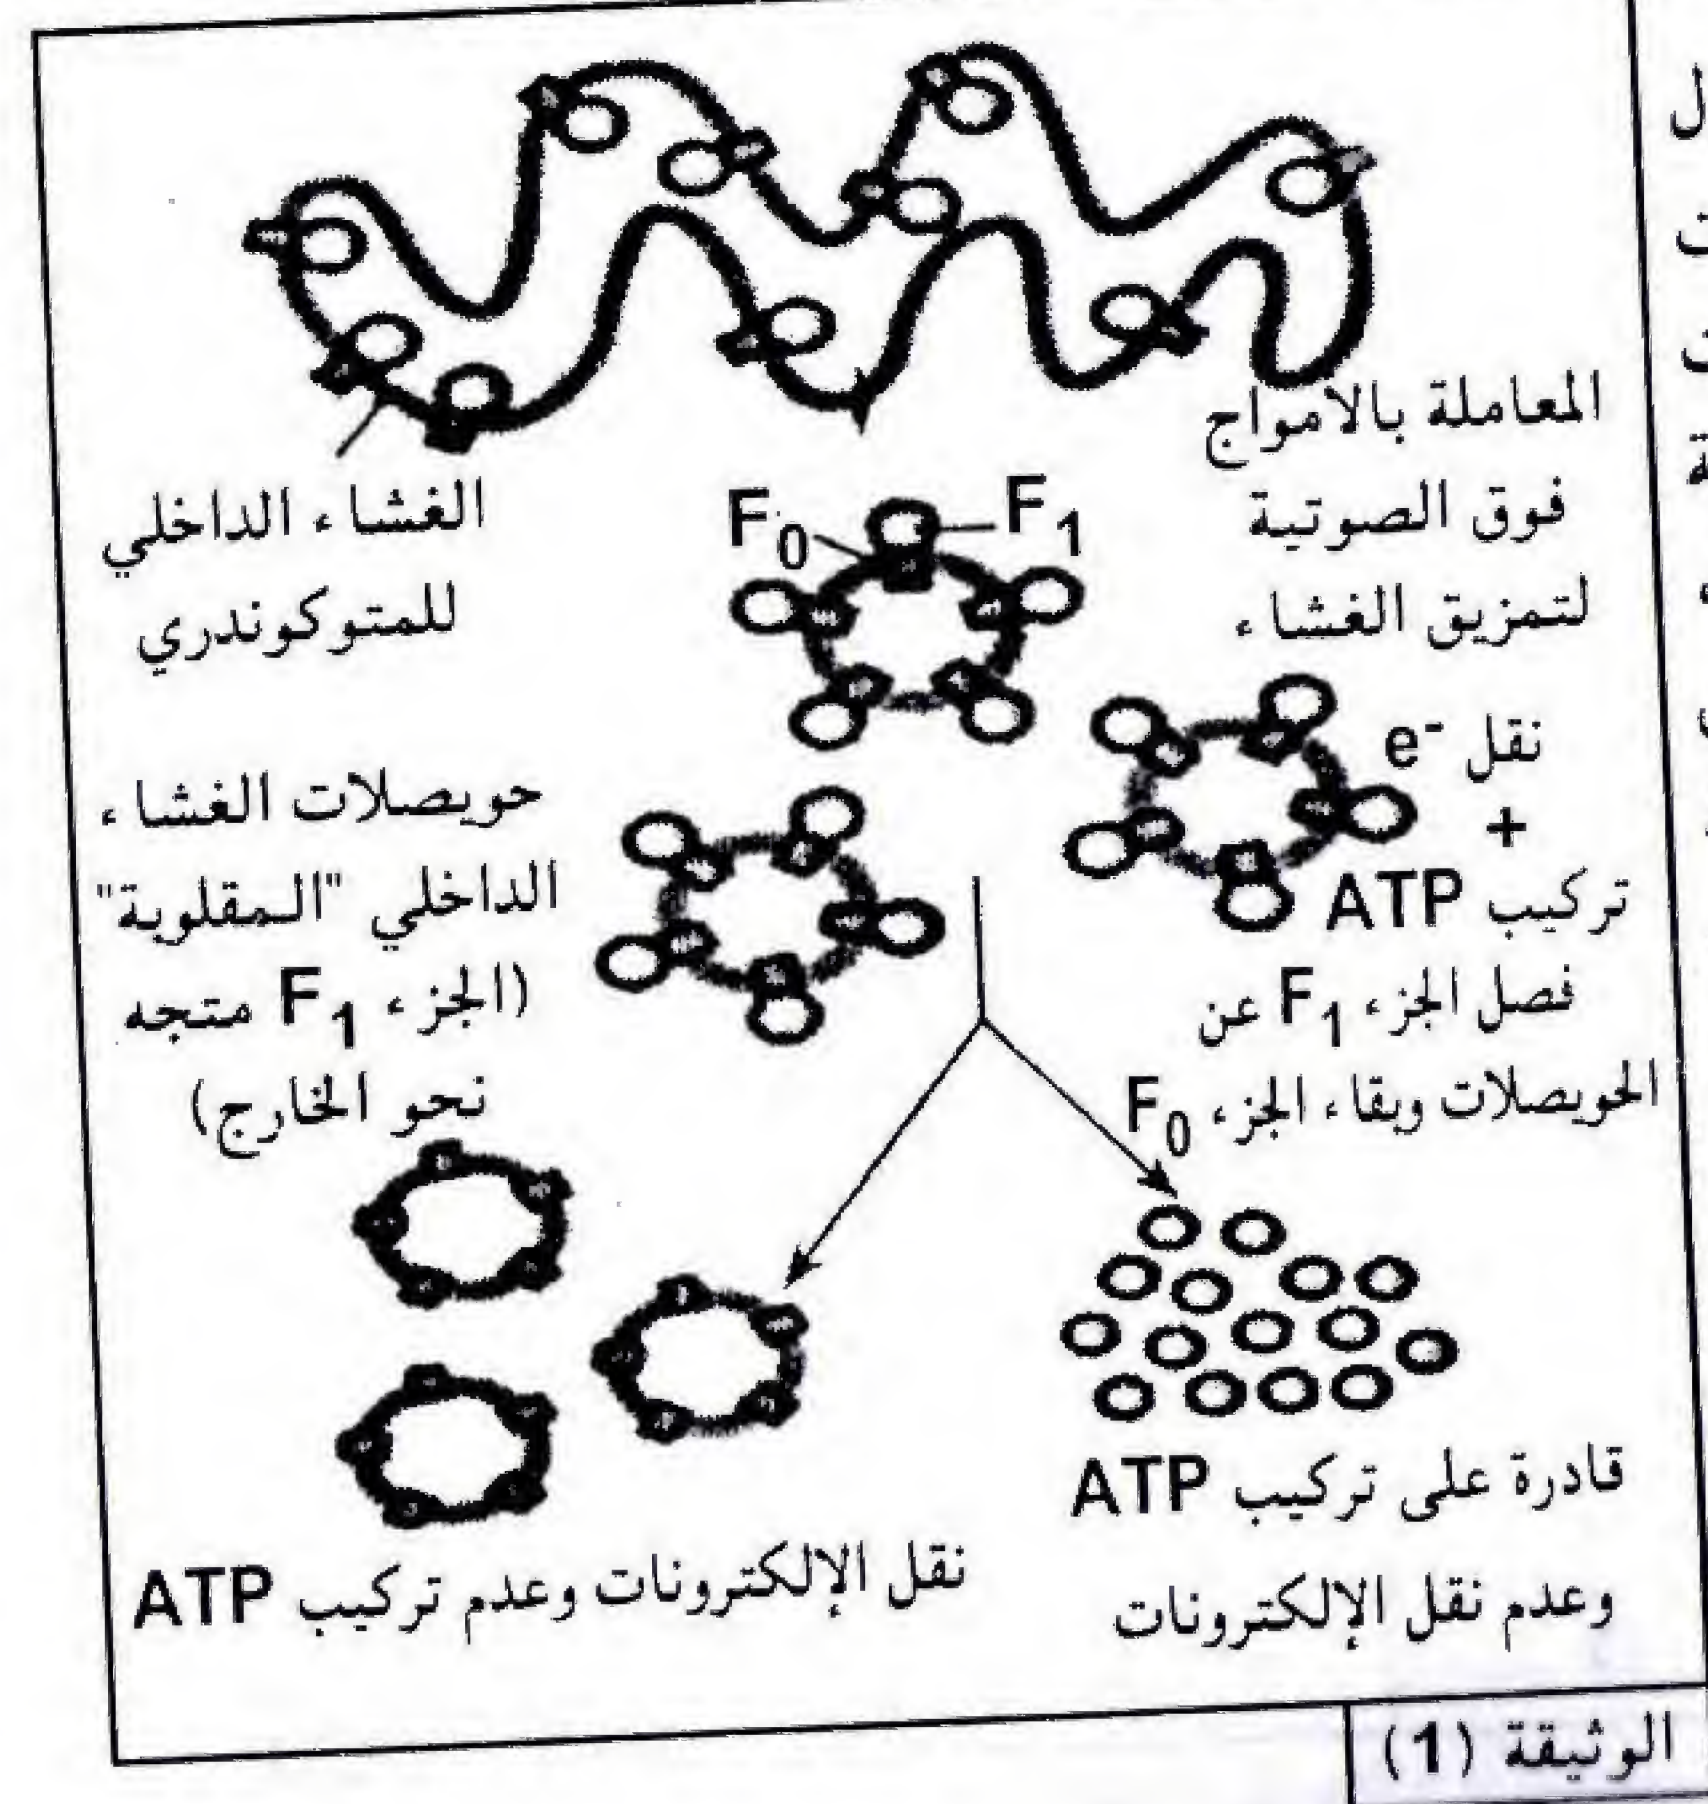 المعاملة بالامواج
فوق الصوتية
لتمزيق الغشاء
الغشاء الداخلي
للمتوكوندري
F0
F1
نقل e-
+
تركيب ATP
حويصلات الغشاء
الداخلي "المقلوبة"
(الجزء F1 متجه
نحو الخارج)
فصل الجزء F1 عن
الحويصلات وبقاء الجزء F0
قادرة على تركيب ATP
وعدم نقل الإلكترونات
نقل الإلكترونات وعدم تركيب ATP
الوثيقة (1)